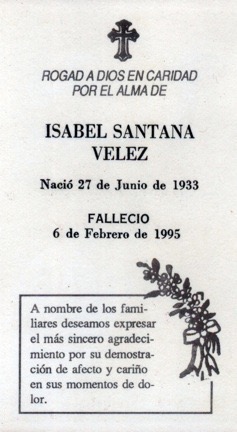 ROGAD A DIOS EN CARIDAD
POR EL ALMA DE
ISABEL SANTANA
VELEZ
Nació 27 de Junio de 1933
FALLECIO
6 de Febrero de 1995
A nombre de los fami-
liares deseamos expresar
el más sincero agradeci-
miento por su demostra-
ción de afecto y cariño
en sus momentos de do-
lor.